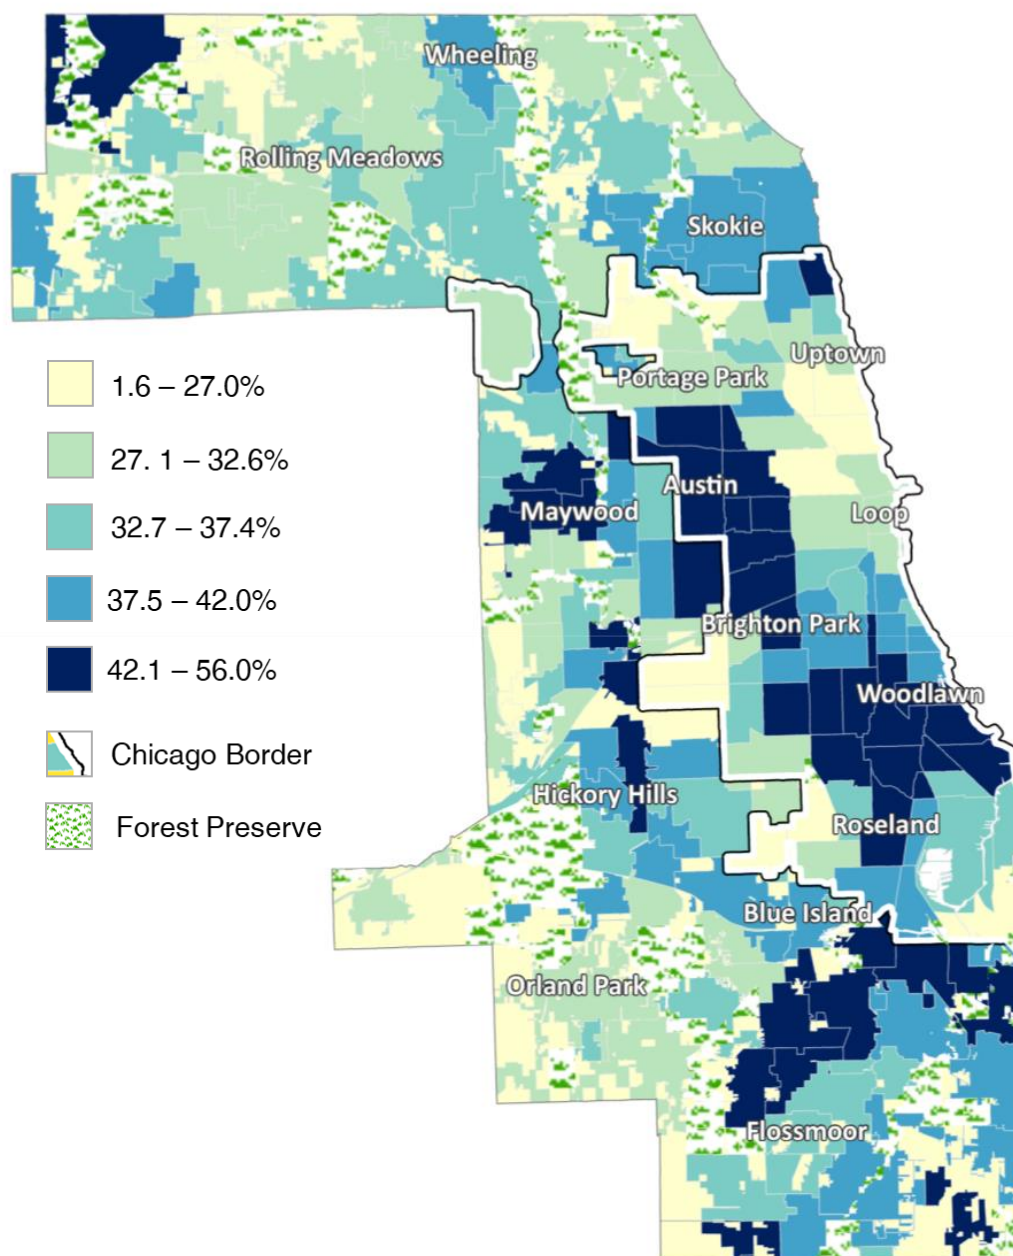 Wheeling
Rolling Meadows
Skokie
Uptown
Portage Park
1.6 – 27.0%
27. 1 – 32.6%
Austin
Maywood
Loop
32.7 – 37.4%
37.5 – 42.0%
Brighton Park
42.1 – 56.0%
Woodlawn
Chicago Border
Hickory Hills
Forest Preserve
Roseland
Blue Island
Orland Park
Flossmoor